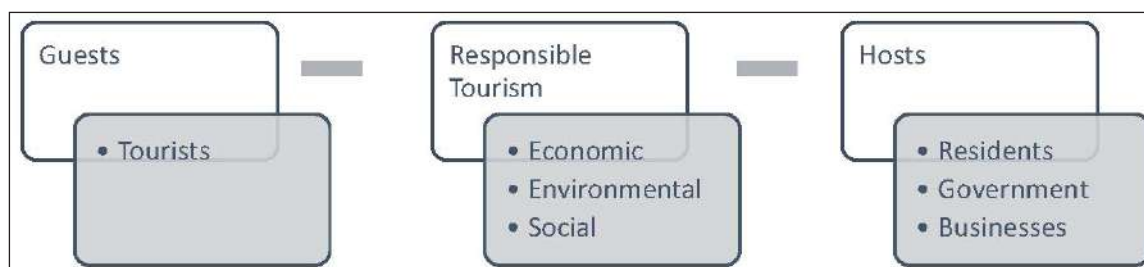 Guests
• Tourists
Responsible
Tourism
• Economic
• Environmental
• Social
Hosts
• Residents
• Government
• Businesses